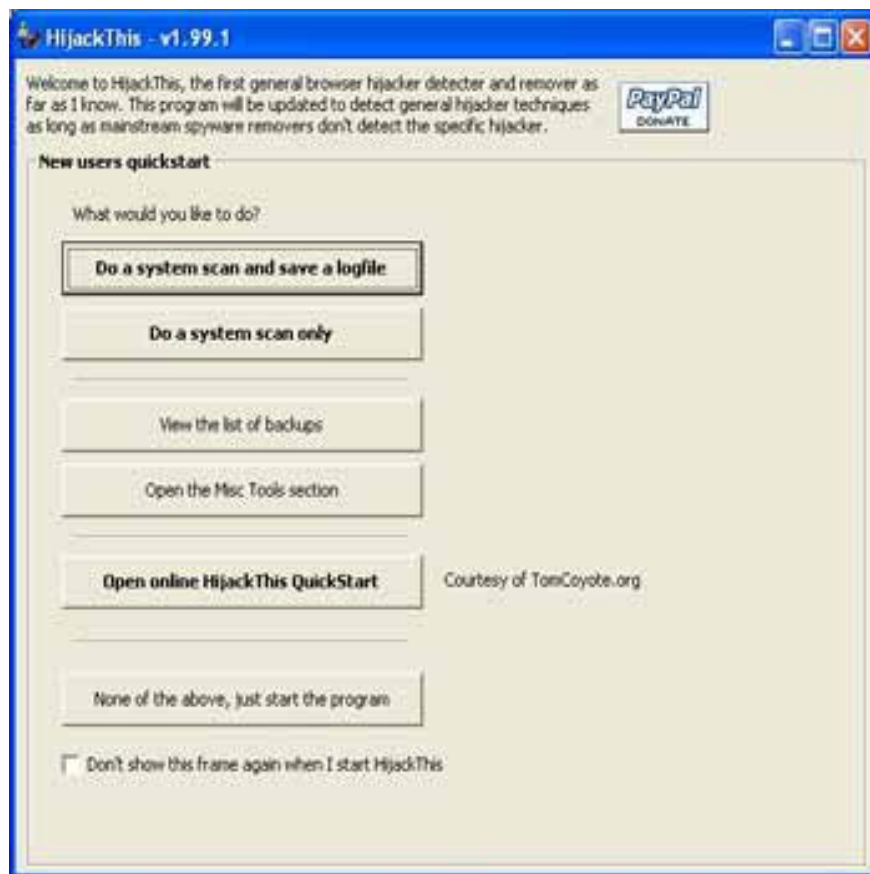 HijackThis - v1.99.1
Welcome to HijackThis, the first general browser hijacker detecter and remover as
far as I know. This program will be updated to detect general hijacker techniques
as long as mainstream spyware removers don't detect the specific hijacker.
PayPal
DONATE
New users quickstart
What would you like to do?
Do a system scan and save a logfile
Do a system scan only
View the list of backups
Open the Misc Tools section
Open online HijackThis QuickStart
Courtesy of TomCoyote.org
None of the above, just start the program
Don't show this frame again when I start HijackThis